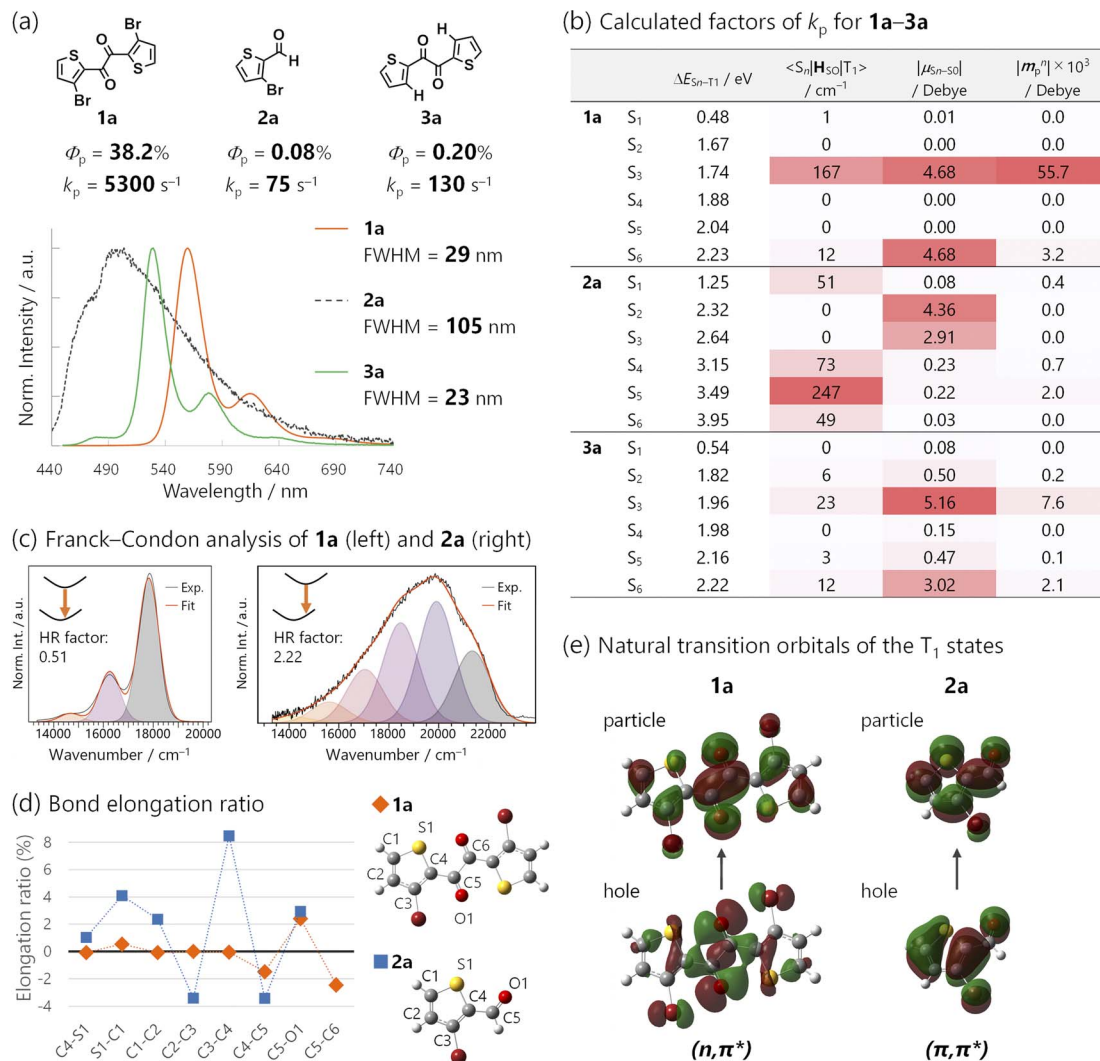 (a)
Br
S
O
O
S
Br
1a
Φp = 38.2%
kp = 5300 s⁻¹
S
O
H
Br
2a
Φp = 0.08%
kp = 75 s⁻¹
S
O
O
S
H
H
3a
Φp = 0.20%
kp = 130 s⁻¹
Norm. Intensity / a.u.
1a
FWHM = 29 nm
2a
FWHM = 105 nm
3a
FWHM = 23 nm
440 490 540 590 640 690 740
Wavelength / nm
(b) Calculated factors of kp for 1a–3a
ΔE_Sn–T1 / eV <Sn|H_SO|T1> / cm⁻¹ |μ_Sn–S0| / Debye |m_pⁿ| × 10³ / Debye
1a S1 0.48 1 0.01 0.0
S2 1.67 0 0.00 0.0
S3 1.74 167 4.68 55.7
S4 1.88 0 0.00 0.0
S5 2.04 0 0.00 0.0
S6 2.23 12 4.68 3.2
2a S1 1.25 51 0.08 0.4
S2 2.32 0 4.36 0.0
S3 2.64 0 2.91 0.0
S4 3.15 73 0.23 0.7
S5 3.49 247 0.22 2.0
S6 3.95 49 0.03 0.0
3a S1 0.54 0 0.08 0.0
S2 1.82 6 0.50 0.2
S3 1.96 23 5.16 7.6
S4 1.98 0 0.15 0.0
S5 2.16 3 0.47 0.1
S6 2.22 12 3.02 2.1
(c) Franck–Condon analysis of 1a (left) and 2a (right)
Norm. Int. / a.u.
Exp.
Fit
HR factor:
0.51
14000 16000 18000 20000
Wavenumber / cm⁻¹
Norm. Int. / a.u.
Exp.
Fit
HR factor:
2.22
14000 16000 18000 20000 22000
Wavenumber / cm⁻¹
(d) Bond elongation ratio
Elongation ratio (%)
8
6
4
2
0
-2
-4
C4-S1 S1-C1 C1-C2 C2-C3 C3-C4 C4-C5 C5-O1 C5-C6
1a
S1
C1
C2
C3
C4
C5
C6
O1
2a
S1
C1
C2
C3
C4
C5
O1
(e) Natural transition orbitals of the T1 states
1a
particle
hole
(n,π*)
2a
particle
hole
(π,π*)